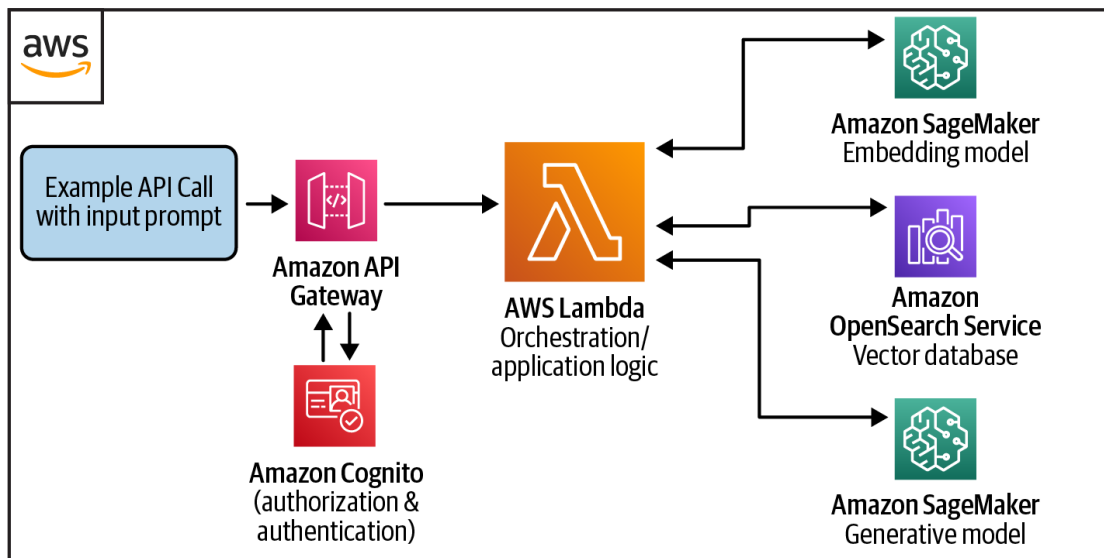 aws
Example API Call
with input prompt
Amazon API
Gateway
Amazon Cognito
(authorization &
authentication)
AWS Lambda
Orchestration/
application logic
Amazon SageMaker
Embedding model
Amazon
OpenSearch Service
Vector database
Amazon SageMaker
Generative model